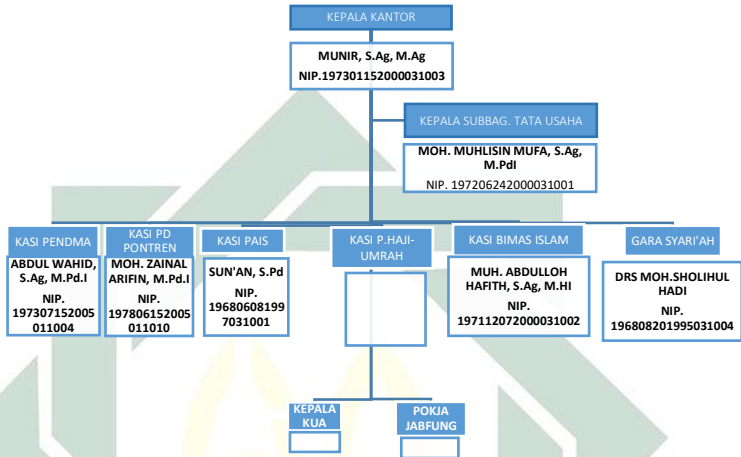 KEPALA KANTOR
MUNIR, S.Ag, M.Ag
NIP.197301152000031003
KEPALA SUBBAG. TATA USAHA
MOH. MUHLISIN MUFA, S.Ag,
M.PdI
NIP. 197206242000031001
KASI PENDMA
ABDUL WAHID,
S.Ag, M.Pd.I
NIP.
197307152005
011004
KASI PD
PONTREN
MOH. ZAINAL
ARIFIN, M.Pd.I
NIP.
197806152005
011010
KASI PAIS
SUN'AN, S.Pd
NIP.
19680608199
7031001
KASI P.HAJI-
UMRAH
KASI BIMAS ISLAM
MUH. ABDULLOH
HAFITH, S.Ag, M.HI
NIP.
197112072000031002
GARA SYARI'AH
DRS MOH.SHOLIHUL
HADI
NIP.
196808201995031004
KEPALA
KUA
POKJA
JABFUNG